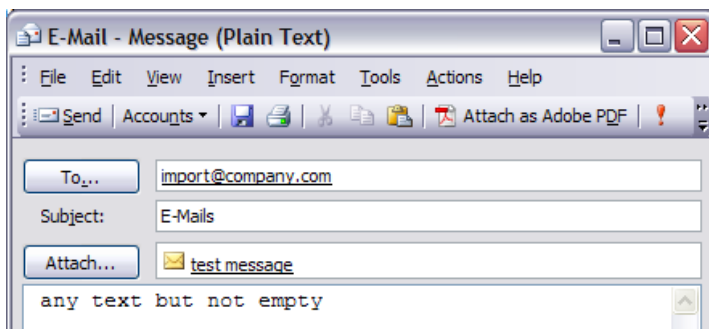 E-Mail - Message (Plain Text)
File Edit View Insert Format Tools Actions Help
Send Accounts Attach as Adobe PDF
To... import@company.com
Subject: E-Mails
Attach... test message
any text but not empty